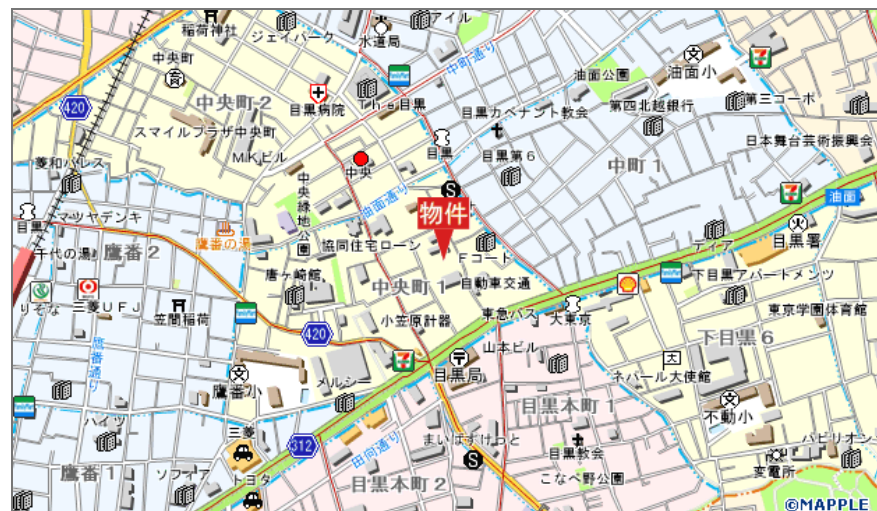 稲荷神社
ジェイパーク
水道局
アイル
中町通り
中央町
油面公園
油面小
420
中央町2
目黒病院
The目黒
目黒カベナント教会
第四北越銀行
第三コーポ
スマイルプラザ中央町
M.Kビル
目黒
目黒第6
日本舞台芸術振興会
菱和パレス
中央
中町1
油面通り
中央緑地公園
物件
油面
目黒
マツヤデンキ
鷹番の湯
協同住宅ローン
Fコート
ディア
目黒署
千代の湯
鷹番2
唐ヶ崎館
中央町1
自動車交通
下目黒アパートメンツ
りそな
三菱UFJ
笠間稲荷
420
小笠原計器
東急バス
大東京
東京学園体育館
鷹番通り
山本ビル
下目黒6
鷹番小
メルシー
目黒局
ネパール大使館
ハイツ
312
田向通り
目黒本町1
不動小
三菱
まいばすけっと
目黒教会
パビリオン
鷹番1
ソフィア
トヨタ
目黒本町2
こなべ野公園
変電所
©MAPPLE